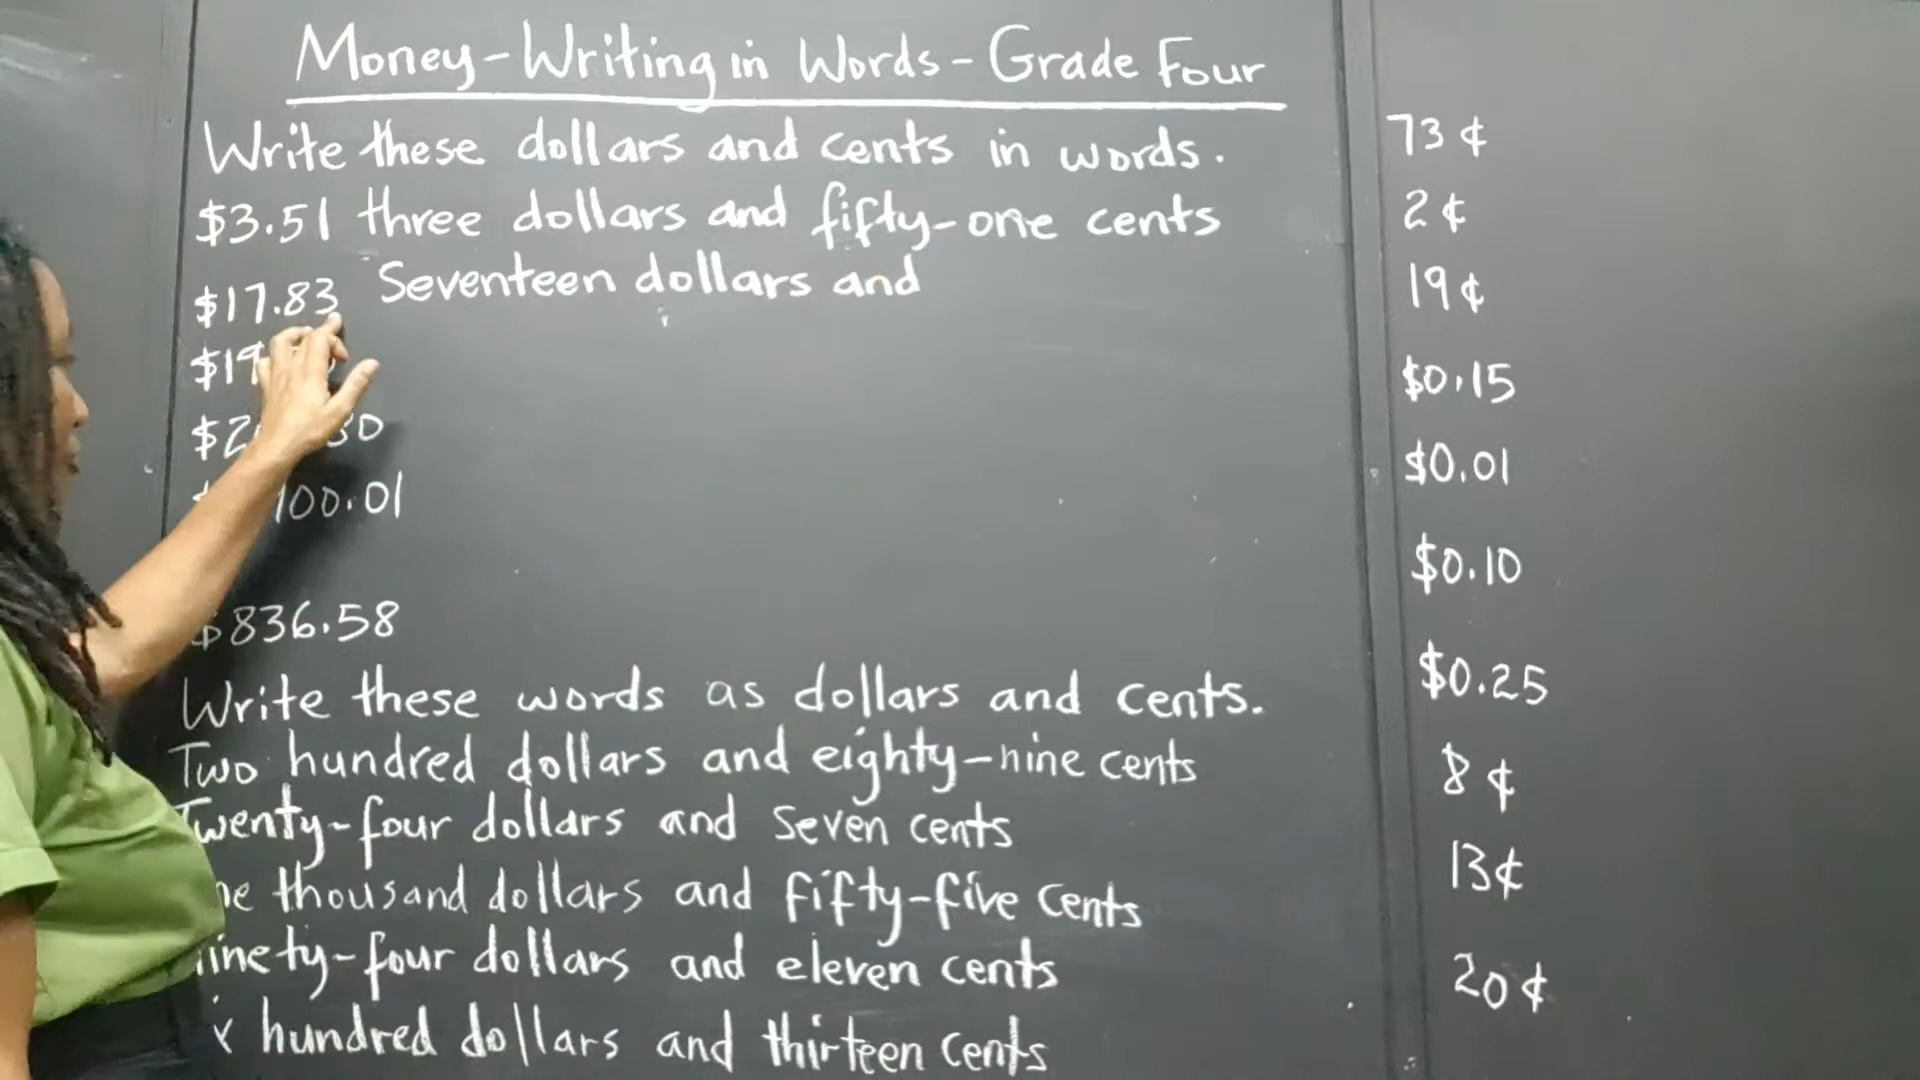 Money-Writing in Words-Grade Four
Write these dollars and cents in words.
$3.51 three dollars and fifty-one cents
$17.83 Seventeen dollars and
$19
$2 30
100.01
$836.58
Write these words as dollars and cents.
Two hundred dollars and eighty-nine cents
Twenty-four dollars and seven cents
thousand dollars and fifty-five cents
ninety-four dollars and eleven cents
hundred dollars and thirteen cents
73¢
2¢
19¢
$0.15
$0.01
$0.10
$0.25
8¢
13¢
20¢